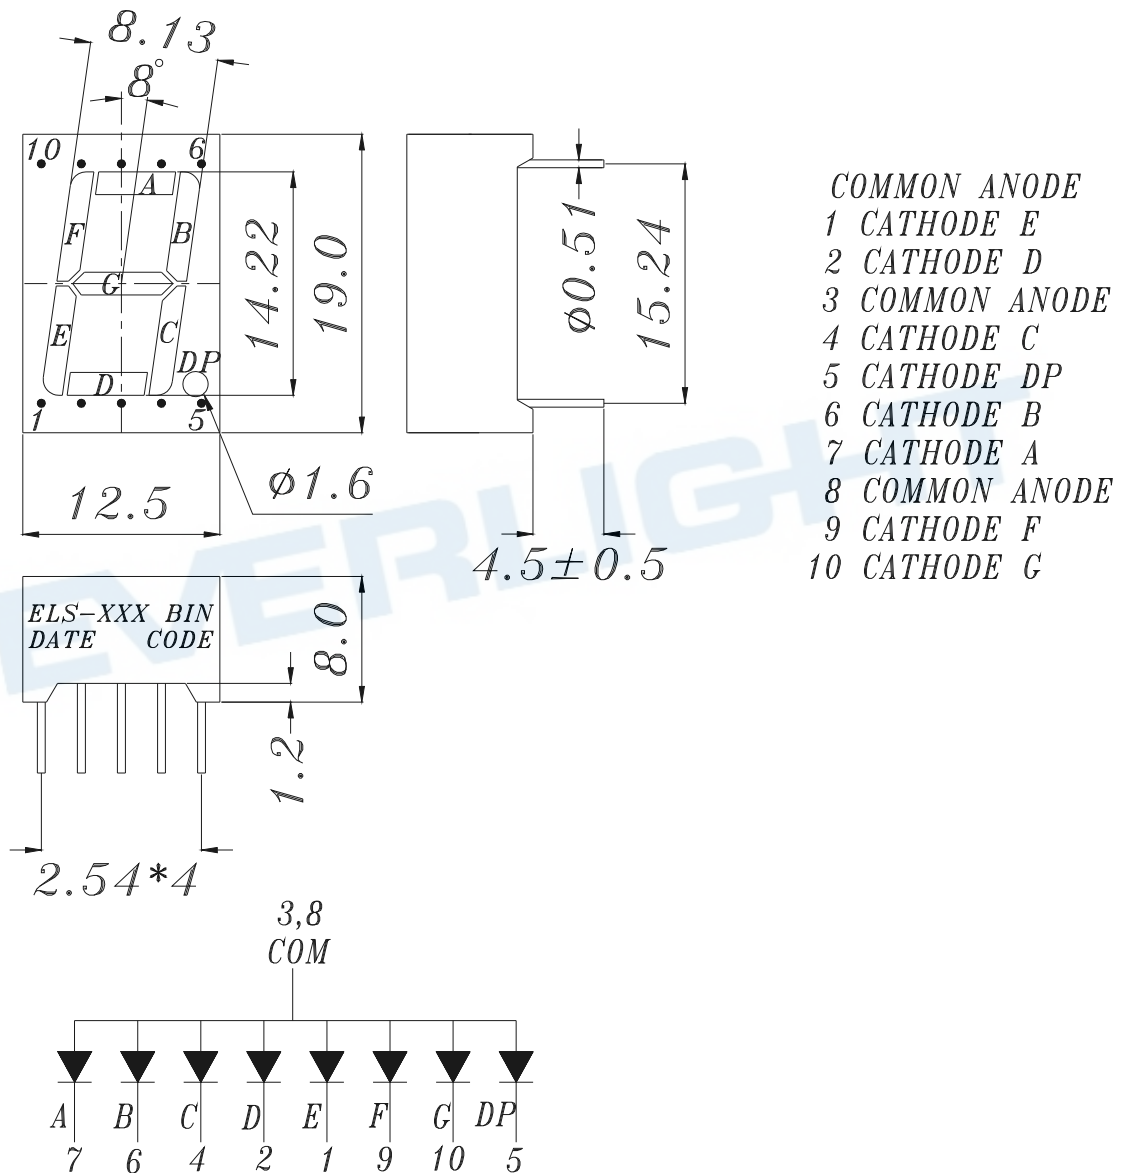 8.13
8°
10 6
A
F B
G
E C
DP
D
1 5
14.22
19.0
12.5
ϕ1.6
ϕ0.51
15.24
4.5±0.5
COMMON ANODE
1 CATHODE E
2 CATHODE D
3 COMMON ANODE
4 CATHODE C
5 CATHODE DP
6 CATHODE B
7 CATHODE A
8 COMMON ANODE
9 CATHODE F
10 CATHODE G
EVERLIGHT
ELS-XXX BIN
DATE CODE
8.0
1.2
2.54*4
3,8
COM
A B C D E F G DP
7 6 4 2 1 9 10 5